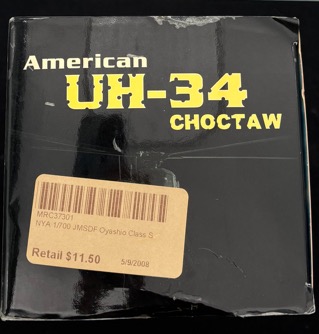 American
UH-34
CHOCTAW
MRC37301
NYA 1/700 JMSDF Oyashio Class S
Retail $11.50
5/9/2008